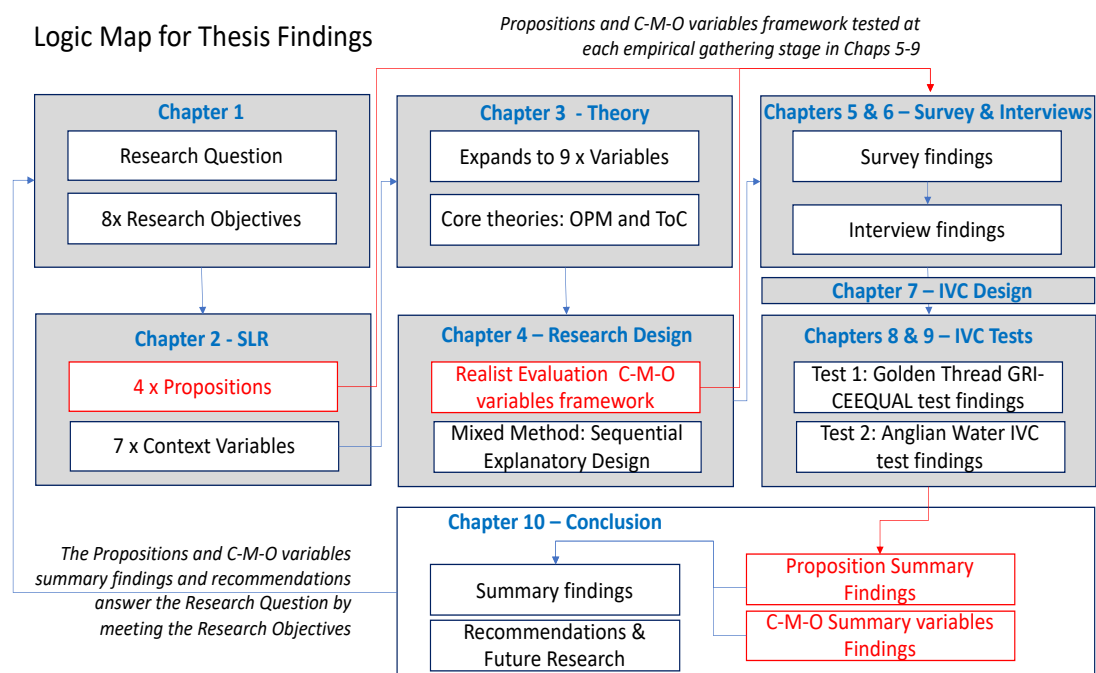 Logic Map for Thesis Findings
Propositions and C-M-O variables framework tested at
each empirical gathering stage in Chaps 5-9
Chapter 1
Research Question
8x Research Objectives
Chapter 2 - SLR
4 x Propositions
7 x Context Variables
Chapter 3 - Theory
Expands to 9 x Variables
Core theories: OPM and ToC
Chapter 4 – Research Design
Realist Evaluation C-M-O
variables framework
Mixed Method: Sequential
Explanatory Design
Chapters 5 & 6 – Survey & Interviews
Survey findings
Interview findings
Chapter 7 – IVC Design
Chapters 8 & 9 – IVC Tests
Test 1: Golden Thread GRI-
CEEQUAL test findings
Test 2: Anglian Water IVC
test findings
Chapter 10 – Conclusion
Proposition Summary
Findings
C-M-O Summary variables
Findings
Summary findings
Recommendations &
Future Research
The Propositions and C-M-O variables
summary findings and recommendations
answer the Research Question by
meeting the Research Objectives